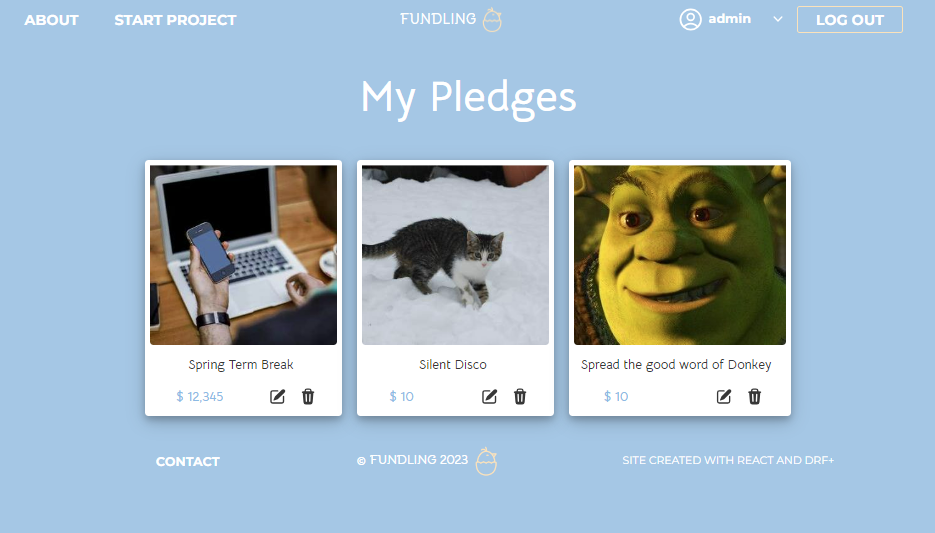 ABOUT
START PROJECT
FUNDLING
admin
LOG OUT
My Pledges
Spring Term Break
$ 12,345
Silent Disco
$ 10
Spread the good word of Donkey
$ 10
CONTACT
© FUNDLING 2023
SITE CREATED WITH REACT AND DRF+